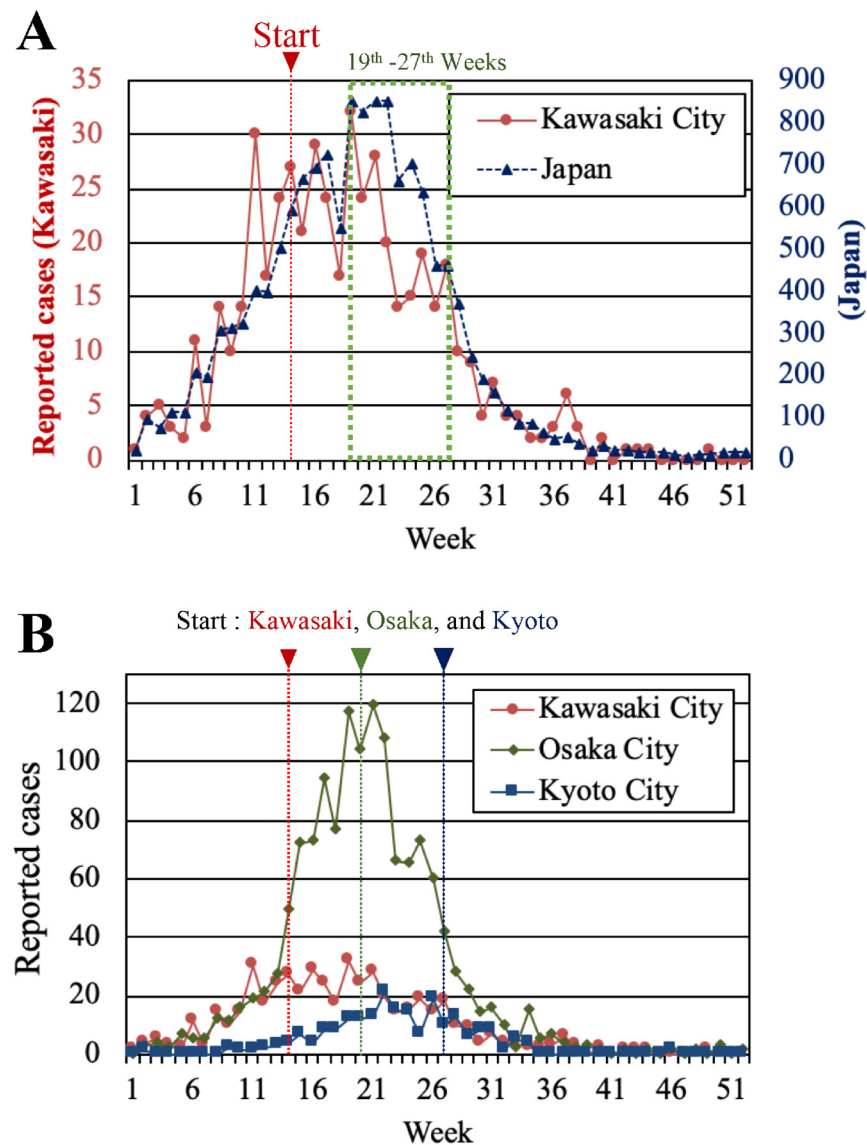 A
Start
19th -27th Weeks
35
30
25
20
15
10
5
0
Reported cases (Kawasaki)
Kawasaki City
Japan
900
800
700
600
500
400
300
200
100
0
(Japan)
1 6 11 16 21 26 31 36 41 46 51
Week
B
Start : Kawasaki, Osaka, and Kyoto
120
100
80
60
40
20
0
Reported cases
Kawasaki City
Osaka City
Kyoto City
1 6 11 16 21 26 31 36 41 46 51
Week